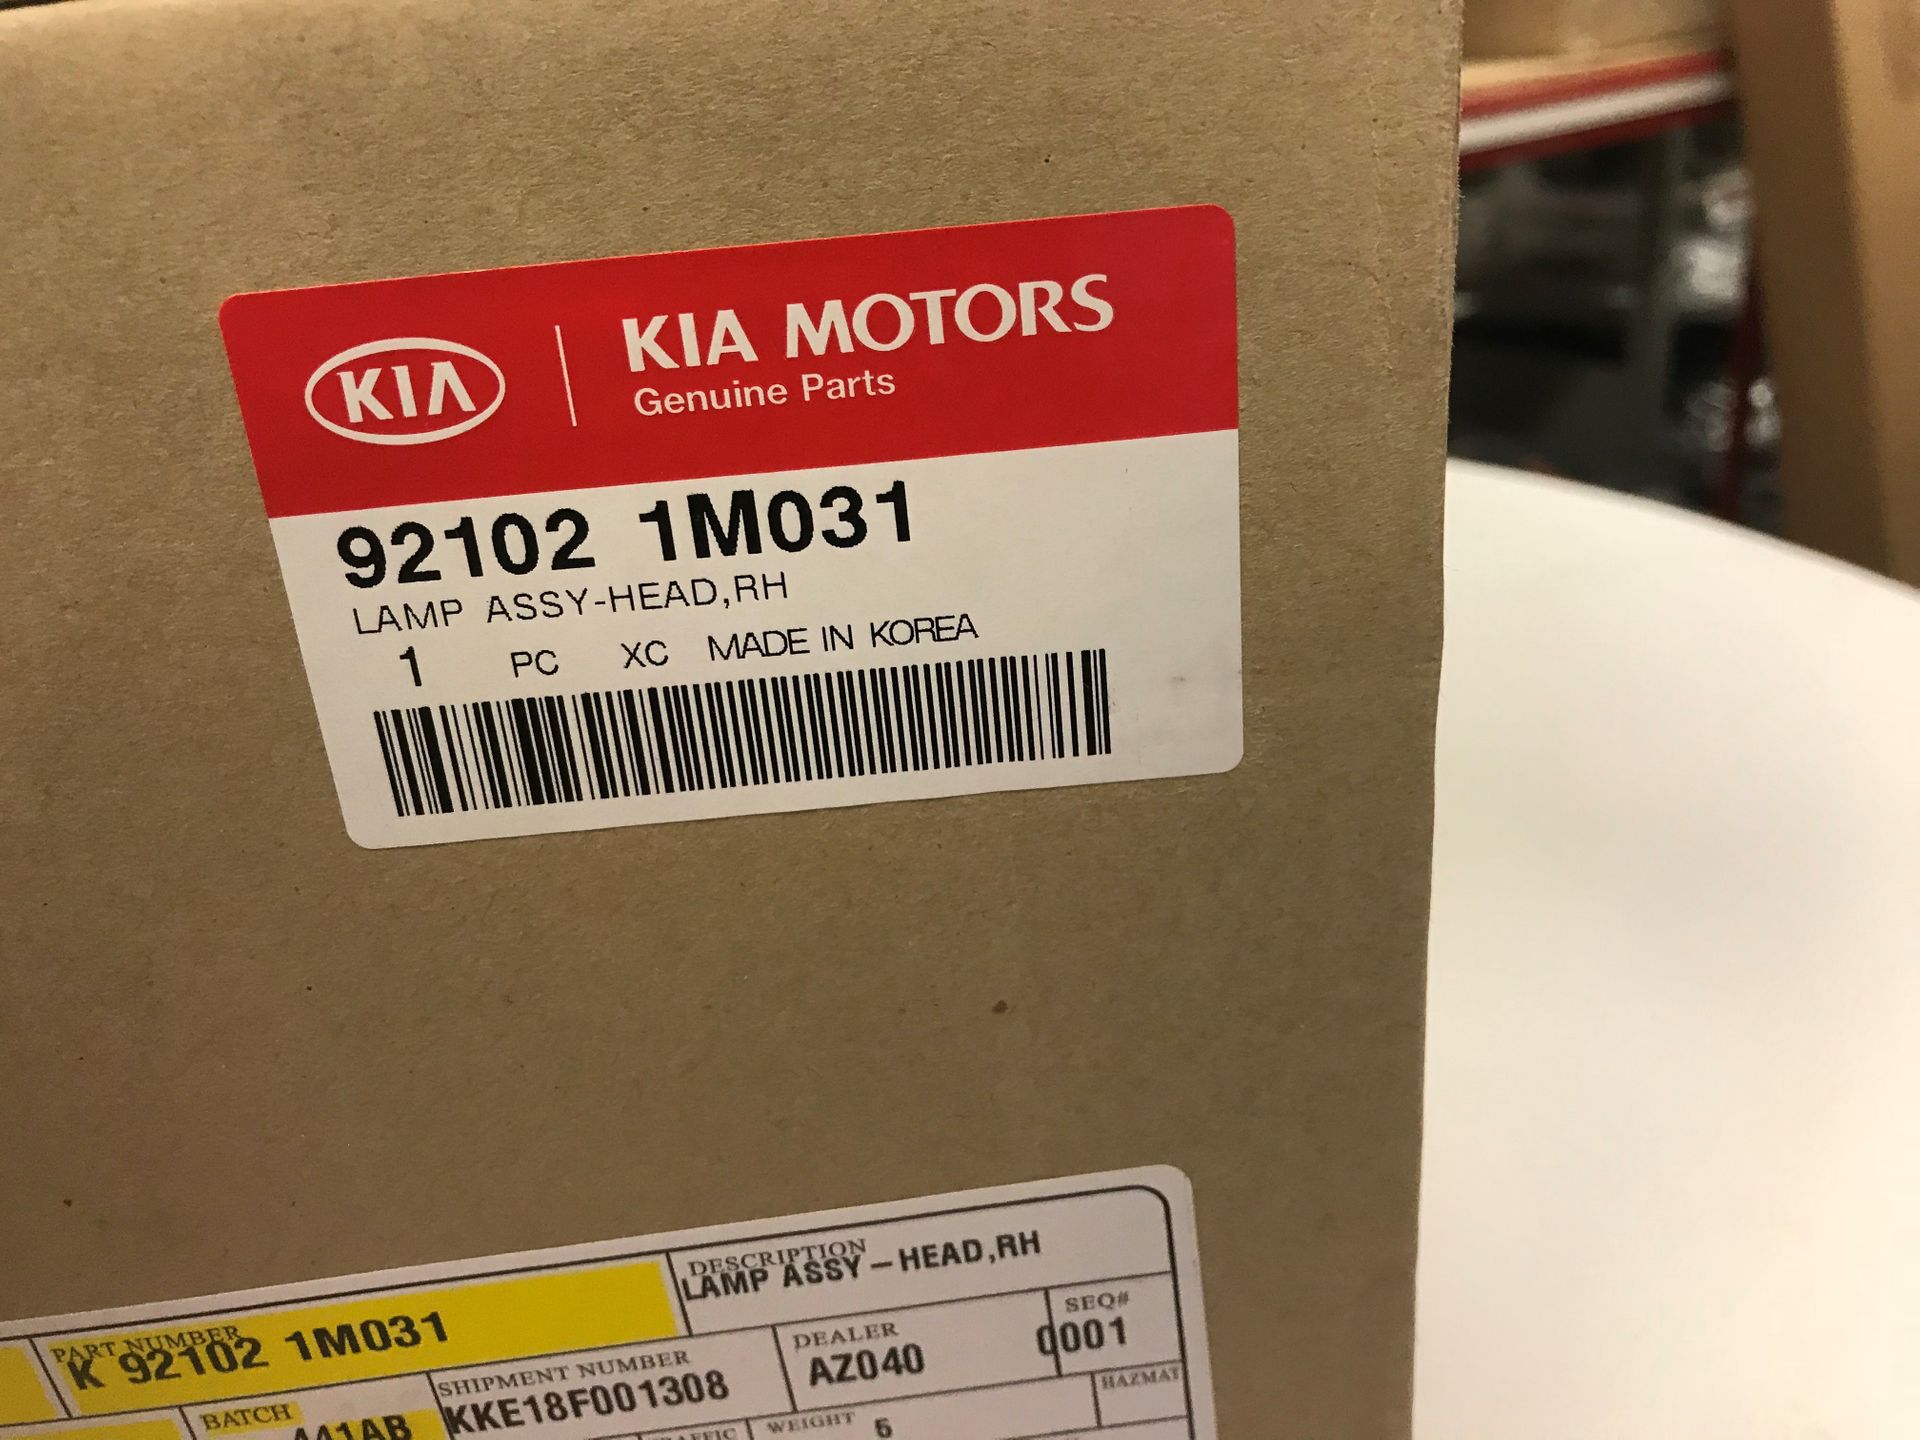 KIA
KIA MOTORS
Genuine Parts
92102 1M031
LAMP ASSY-HEAD,RH
1 PC XC MADE IN KOREA
DESCRIPTION
LAMP ASSY-HEAD,RH
PART NUMBER
K 92102 1M031
SHIPMENT NUMBER
KKE18F001308
DEALER
AZ040
SEQ#
0001
BATCH
441AB
WEIGHT
HAZMAT